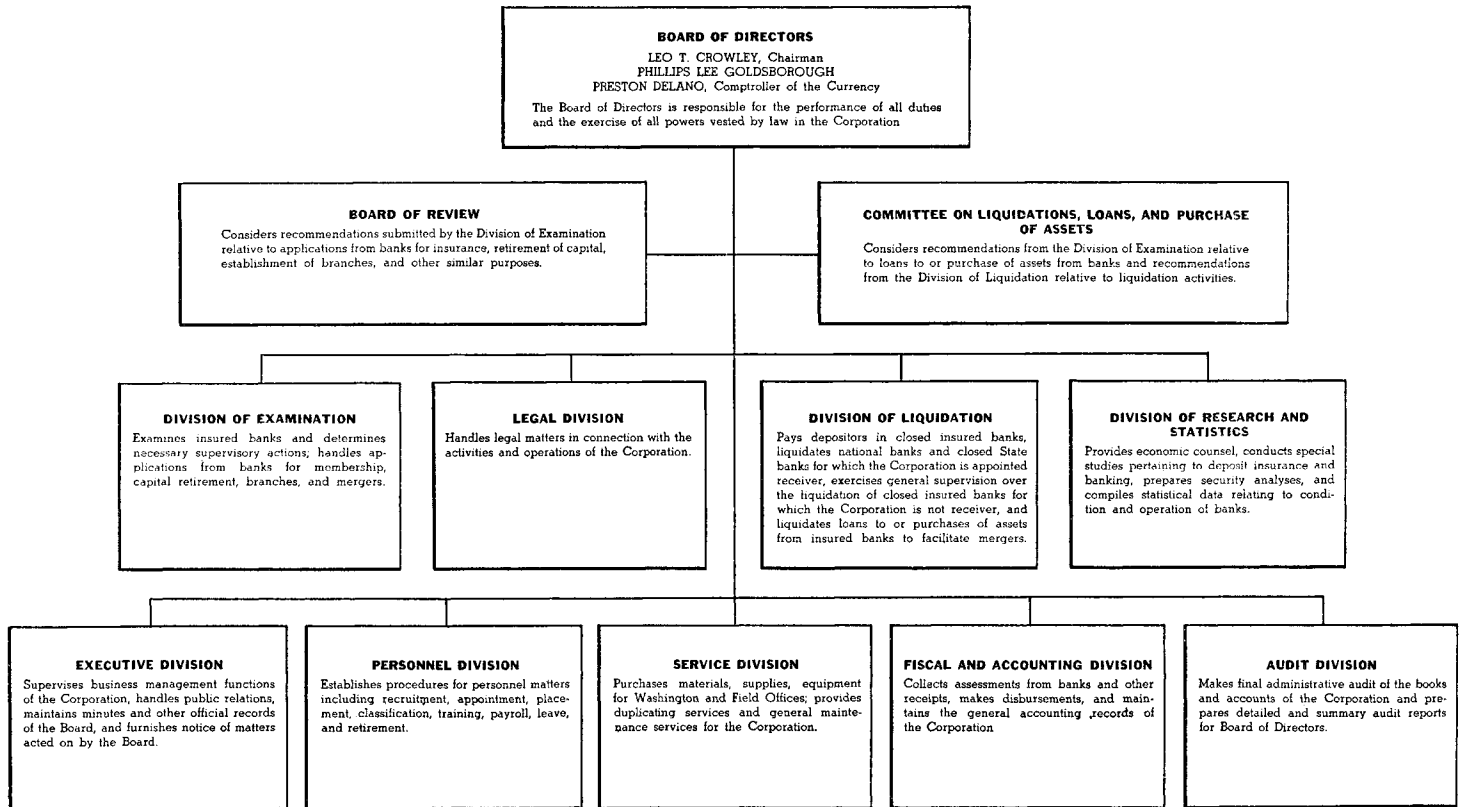 BOARD OF DIRECTORS
LEO T. CROWLEY, Chairman
PHILLIPS LEE GOLDSBOROUGH
PRESTON DELANO, Comptroller of the Currency
The Board of Directors is responsible for the performance of all duties
and the exercise of all powers vested by law in the Corporation
BOARD OF REVIEW
Considers recommendations submitted by the Division of Examination
relative to applications from banks for insurance, retirement of capital,
establishment of branches, and other similar purposes.
COMMITTEE ON LIQUIDATIONS, LOANS, AND PURCHASE
OF ASSETS
Considers recommendations from the Division of Examination relative
to loans to or purchase of assets from banks and recommendations
from the Division of Liquidation relative to liquidation activities.
DIVISION OF EXAMINATION
Examines insured banks and determines
necessary supervisory actions; handles ap-
plications from banks for membership,
capital retirement, branches, and mergers.
LEGAL DIVISION
Handles legal matters in connection with the
activities and operations of the Corporation.
DIVISION OF LIQUIDATION
Pays depositors in closed insured banks,
liquidates national banks and closed State
banks for which the Corporation is appointed
receiver, exercises general supervision over
the liquidation of closed insured banks for
which the Corporation is not receiver, and
liquidates loans to or purchases of assets
from insured banks to facilitate mergers.
DIVISION OF RESEARCH AND
STATISTICS
Provides economic counsel, conducts special
studies pertaining to deposit insurance and
banking, prepares security analyses, and
compiles statistical data relating to condi-
tion and operation of banks.
EXECUTIVE DIVISION
Supervises business management functions
of the Corporation, handles public relations,
maintains minutes and other official records
of the Board, and furnishes notice of matters
acted on by the Board.
PERSONNEL DIVISION
Establishes procedures for personnel matters
including recruitment, appointment, place-
ment, classification, training, payroll, leave,
and retirement.
SERVICE DIVISION
Purchases materials, supplies, equipment
for Washington and Field Offices; provides
duplicating services and general mainte-
nance services for the Corporation.
FISCAL AND ACCOUNTING DIVISION
Collects assessments from banks and other
receipts, makes disbursements, and main-
tains the general accounting records of
the Corporation
AUDIT DIVISION
Makes final administrative audit of the books
and accounts of the Corporation and pre-
pares detailed and summary audit reports
for Board of Directors.